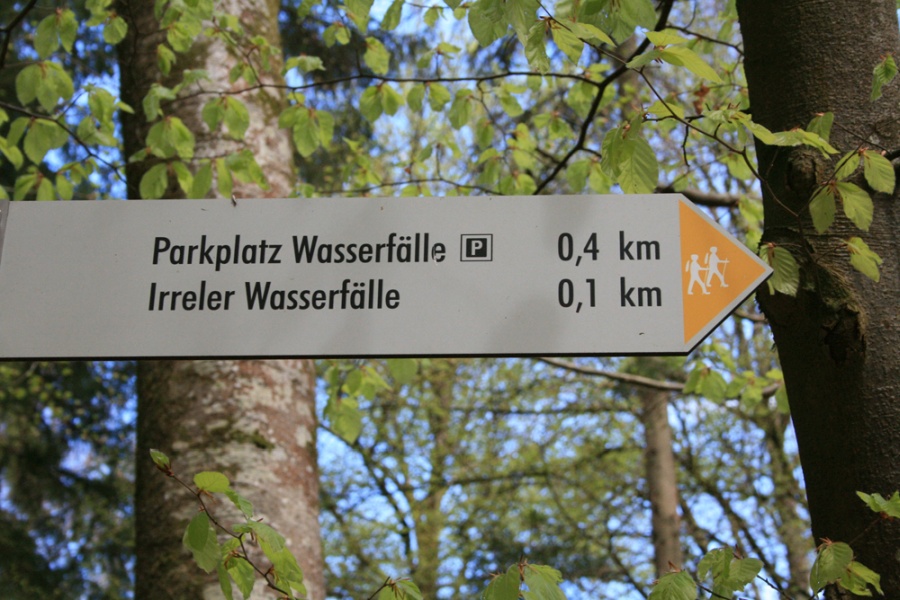 Parkplatz Wasserfälle P 0,4 km
Irreler Wasserfälle 0,1 km